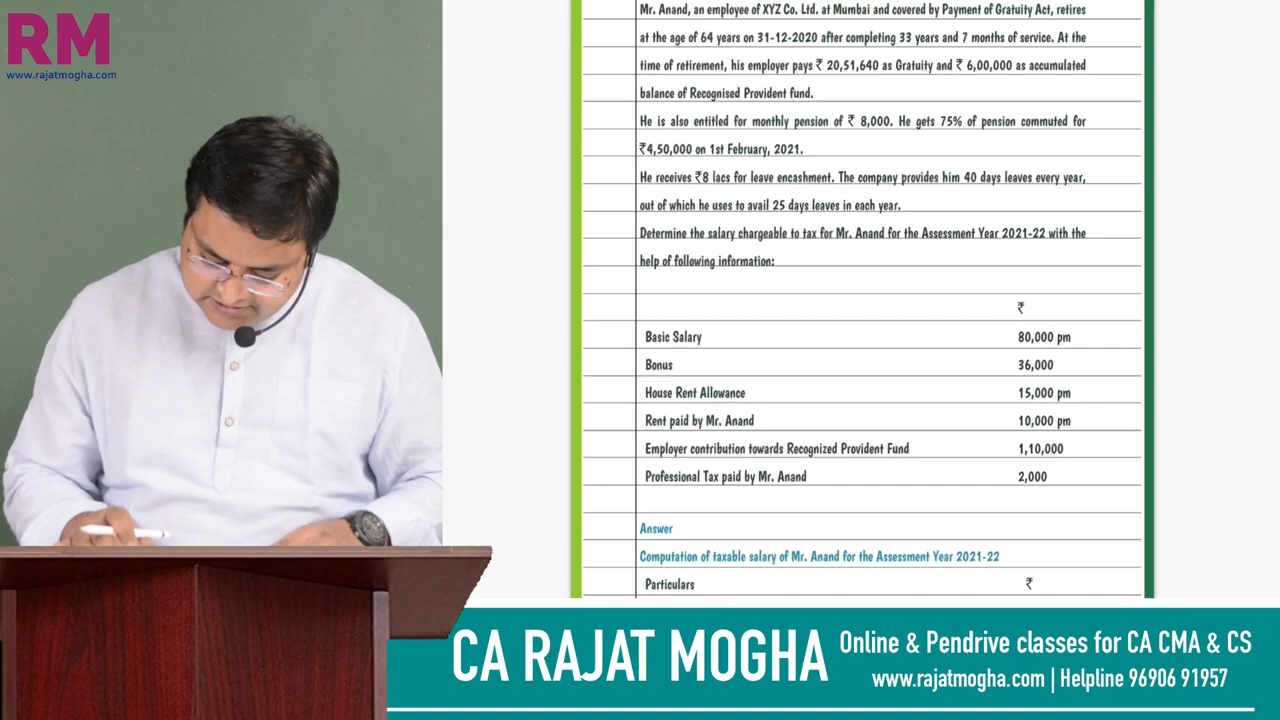 RM
www.rajatmogha.com
Mr. Anand, an employee of XYZ Co. Ltd. at Mumbai and covered by Payment of Gratuity Act, retires
at the age of 64 years on 31-12-2020 after completing 33 years and 7 months of service. At the
time of retirement, his employer pays ₹ 20,51,640 as Gratuity and ₹ 6,00,000 as accumulated
balance of Recognised Provident fund.
He is also entitled for monthly pension of ₹ 8,000. He gets 75% of pension commuted for
₹4,50,000 on 1st February, 2021.
He receives ₹8 lacs for leave encashment. The company provides him 40 days leaves every year,
out of which he uses to avail 25 days leaves in each year.
Determine the salary chargeable to tax for Mr. Anand for the Assessment Year 2021-22 with the
help of following information:
₹
Basic Salary 80,000 pm
Bonus 36,000
House Rent Allowance 15,000 pm
Rent paid by Mr. Anand 10,000 pm
Employer contribution towards Recognized Provident Fund 1,10,000
Professional Tax paid by Mr. Anand 2,000
Answer
Computation of taxable salary of Mr. Anand for the Assessment Year 2021-22
Particulars ₹
CA RAJAT MOGHA
Online & Pendrive classes for CA CMA & CS
www.rajatmogha.com | Helpline 96906 91957